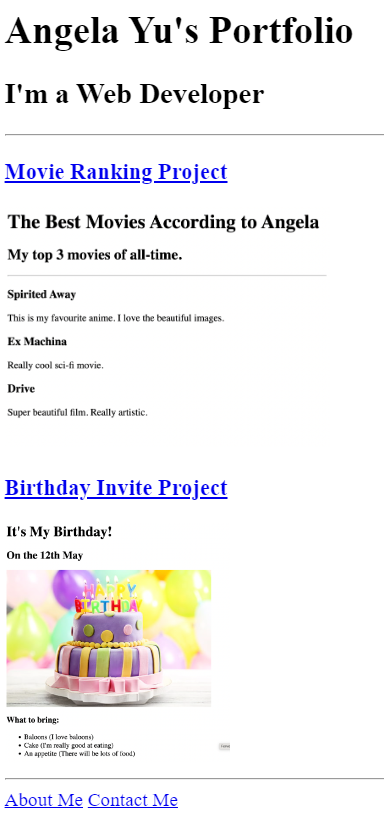 Angela Yu's Portfolio
I'm a Web Developer
Movie Ranking Project
The Best Movies According to Angela
My top 3 movies of all-time.
Spirited Away
This is my favourite anime. I love the beautiful images.
Ex Machina
Really cool sci-fi movie.
Drive
Super beautiful film. Really artistic.
Birthday Invite Project
It's My Birthday!
On the 12th May
HAPPY
BIRTHDAY
What to bring:
Baloons (I love baloons)
Cake (I'm really good at eating)
An appetite (There will be lots of food)
About Me Contact Me